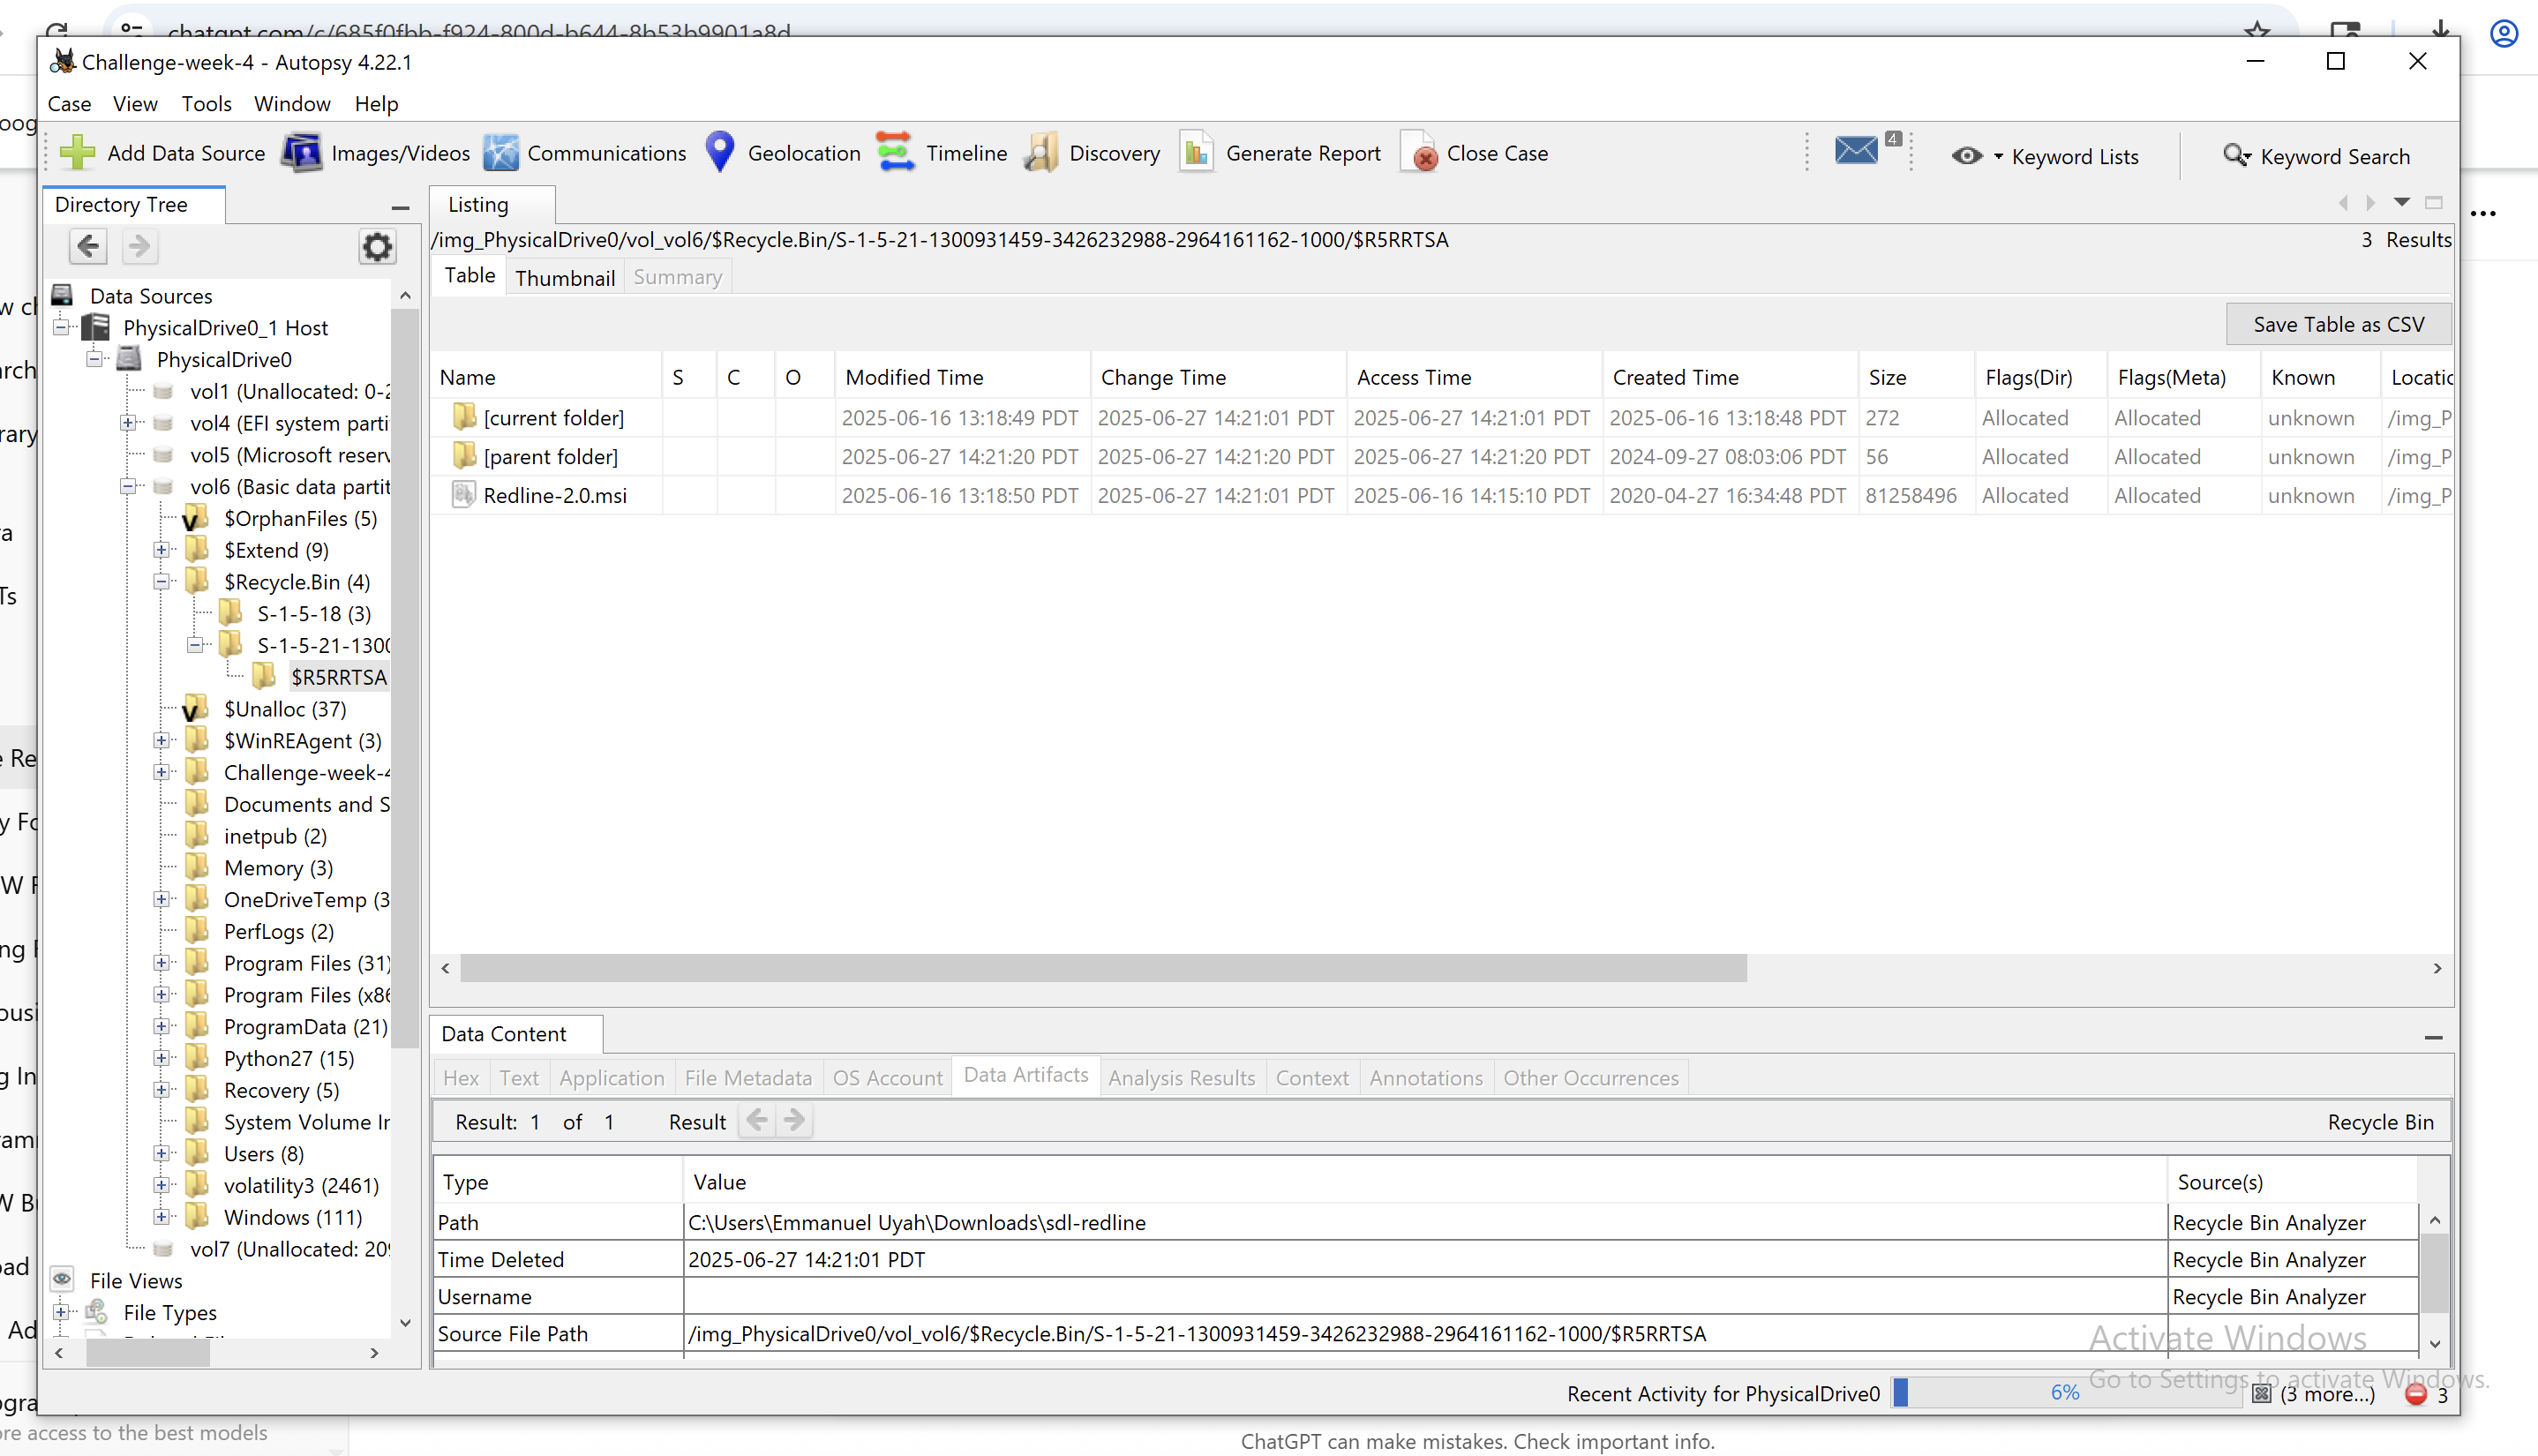 chatgpt.com/c/685f0fbb-f924-800d-b644-8b53b9901a8d
Challenge-week-4 - Autopsy 4.22.1
Case View Tools Window Help
Add Data Source Images/Videos Communications Geolocation Timeline Discovery Generate Report Close Case 4 Keyword Lists Keyword Search
Directory Tree
Listing
/img_PhysicalDrive0/vol_vol6/$Recycle.Bin/S-1-5-21-1300931459-3426232988-2964161162-1000/$R5RRTSA 3 Results
Table Thumbnail Summary
Save Table as CSV
Name S C O Modified Time Change Time Access Time Created Time Size Flags(Dir) Flags(Meta) Known Locatio
[current folder] 2025-06-16 13:18:49 PDT 2025-06-27 14:21:01 PDT 2025-06-27 14:21:01 PDT 2025-06-16 13:18:48 PDT 272 Allocated Allocated unknown /img_P
[parent folder] 2025-06-27 14:21:20 PDT 2025-06-27 14:21:20 PDT 2025-06-27 14:21:20 PDT 2024-09-27 08:03:06 PDT 56 Allocated Allocated unknown /img_P
Redline-2.0.msi 2025-06-16 13:18:50 PDT 2025-06-27 14:21:01 PDT 2025-06-16 14:15:10 PDT 2020-04-27 16:34:48 PDT 81258496 Allocated Allocated unknown /img_P
Data Sources
PhysicalDrive0_1 Host
PhysicalDrive0
vol1 (Unallocated: 0-2
vol4 (EFI system parti
vol5 (Microsoft reserv
vol6 (Basic data partit
$OrphanFiles (5)
$Extend (9)
$Recycle.Bin (4)
S-1-5-18 (3)
S-1-5-21-1300
$R5RRTSA
$Unalloc (37)
$WinREAgent (3)
Challenge-week-4
Documents and S
inetpub (2)
Memory (3)
OneDriveTemp (3
PerfLogs (2)
Program Files (31)
Program Files (x86
ProgramData (21)
Python27 (15)
Recovery (5)
System Volume In
Users (8)
volatility3 (2461)
Windows (111)
vol7 (Unallocated: 209
File Views
File Types
Data Content
Hex Text Application File Metadata OS Account Data Artifacts Analysis Results Context Annotations Other Occurrences
Result: 1 of 1 Result Recycle Bin
Type Value Source(s)
Path C:\Users\Emmanuel Uyah\Downloads\sdl-redline Recycle Bin Analyzer
Time Deleted 2025-06-27 14:21:01 PDT Recycle Bin Analyzer
Username Recycle Bin Analyzer
Source File Path /img_PhysicalDrive0/vol_vol6/$Recycle.Bin/S-1-5-21-1300931459-3426232988-2964161162-1000/$R5RRTSA
Activate Windows
Go to Settings to activate Windows.
Recent Activity for PhysicalDrive0 6% (3 more...) 3
re access to the best models
ChatGPT can make mistakes. Check important info.